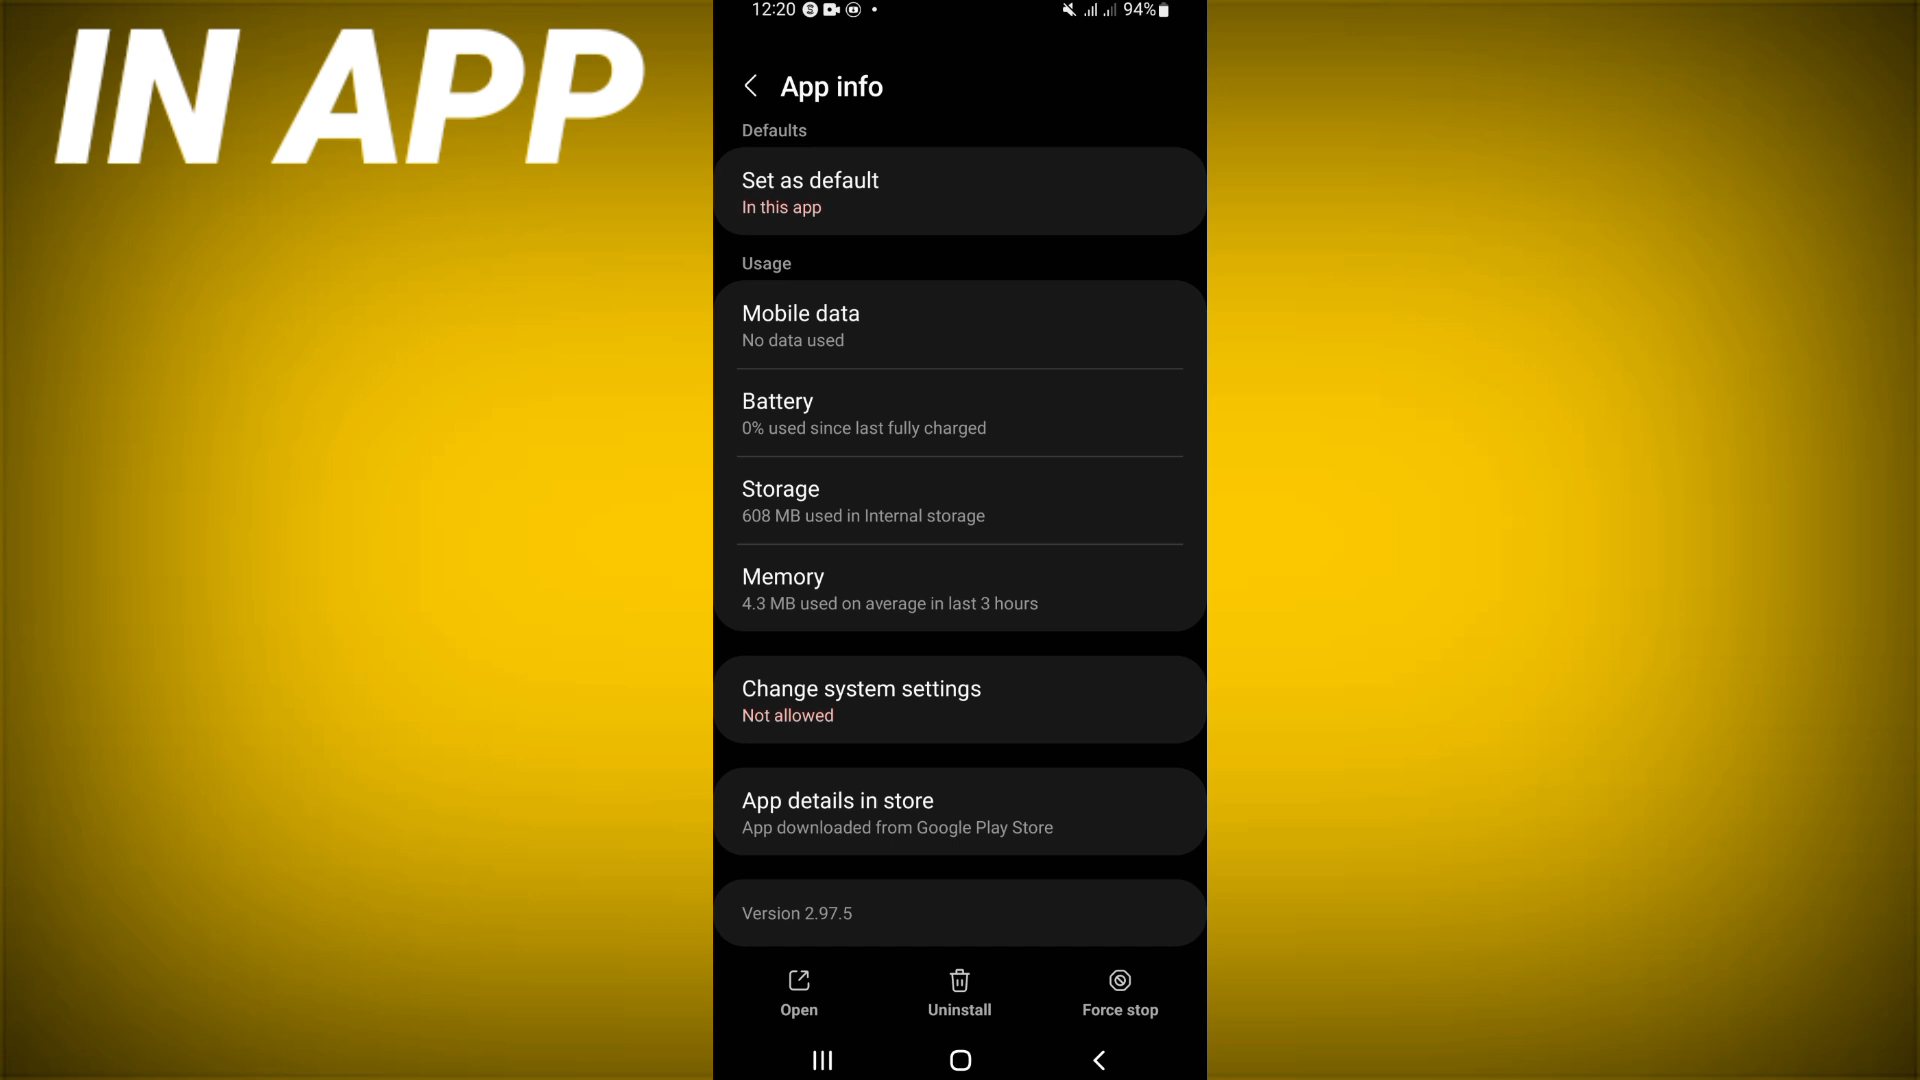 IN APP
12:20
94%
App info
Defaults
Set as default
In this app
Usage
Mobile data
No data used
Battery
0% used since last fully charged
Storage
608 MB used in Internal storage
Memory
4.3 MB used on average in last 3 hours
Change system settings
Not allowed
App details in store
App downloaded from Google Play Store
Version 2.97.5
Open
Uninstall
Force stop